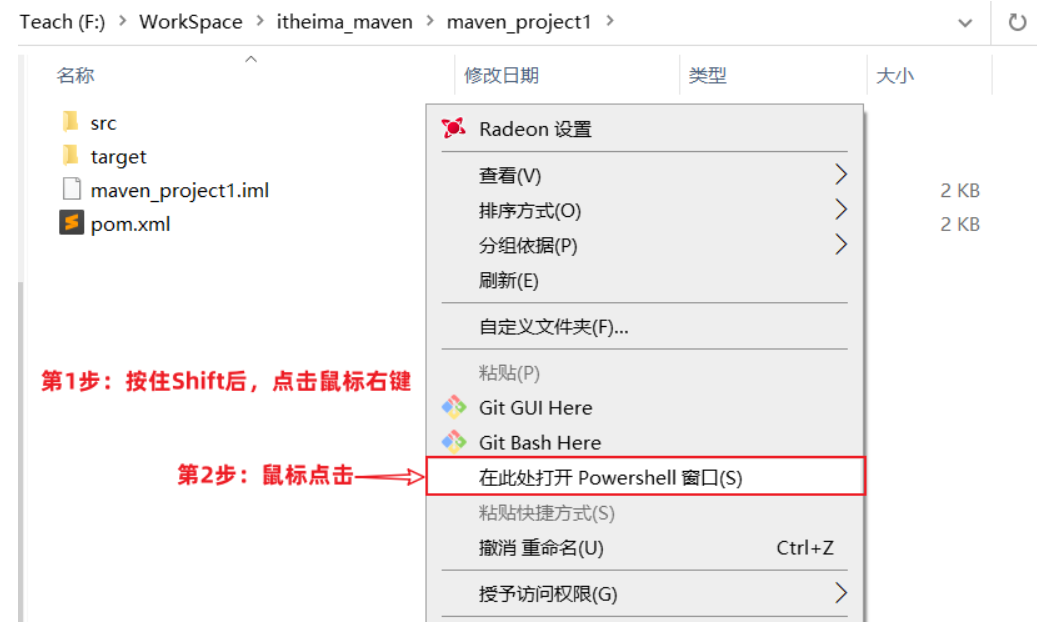 Teach (F:) > WorkSpace > itheima_maven > maven_project1 >
名称 修改日期 类型 大小
src
target
maven_project1.iml 2 KB
pom.xml 2 KB
Radeon 设置
查看(V)
排序方式(O)
分组依据(P)
刷新(E)
自定义文件夹(F)...
粘贴(P)
第1步：按住Shift后，点击鼠标右键
Git GUI Here
Git Bash Here
第2步：鼠标点击
在此处打开 Powershell 窗口(S)
粘贴快捷方式(S)
撤消 重命名(U) Ctrl+Z
授予访问权限(G)